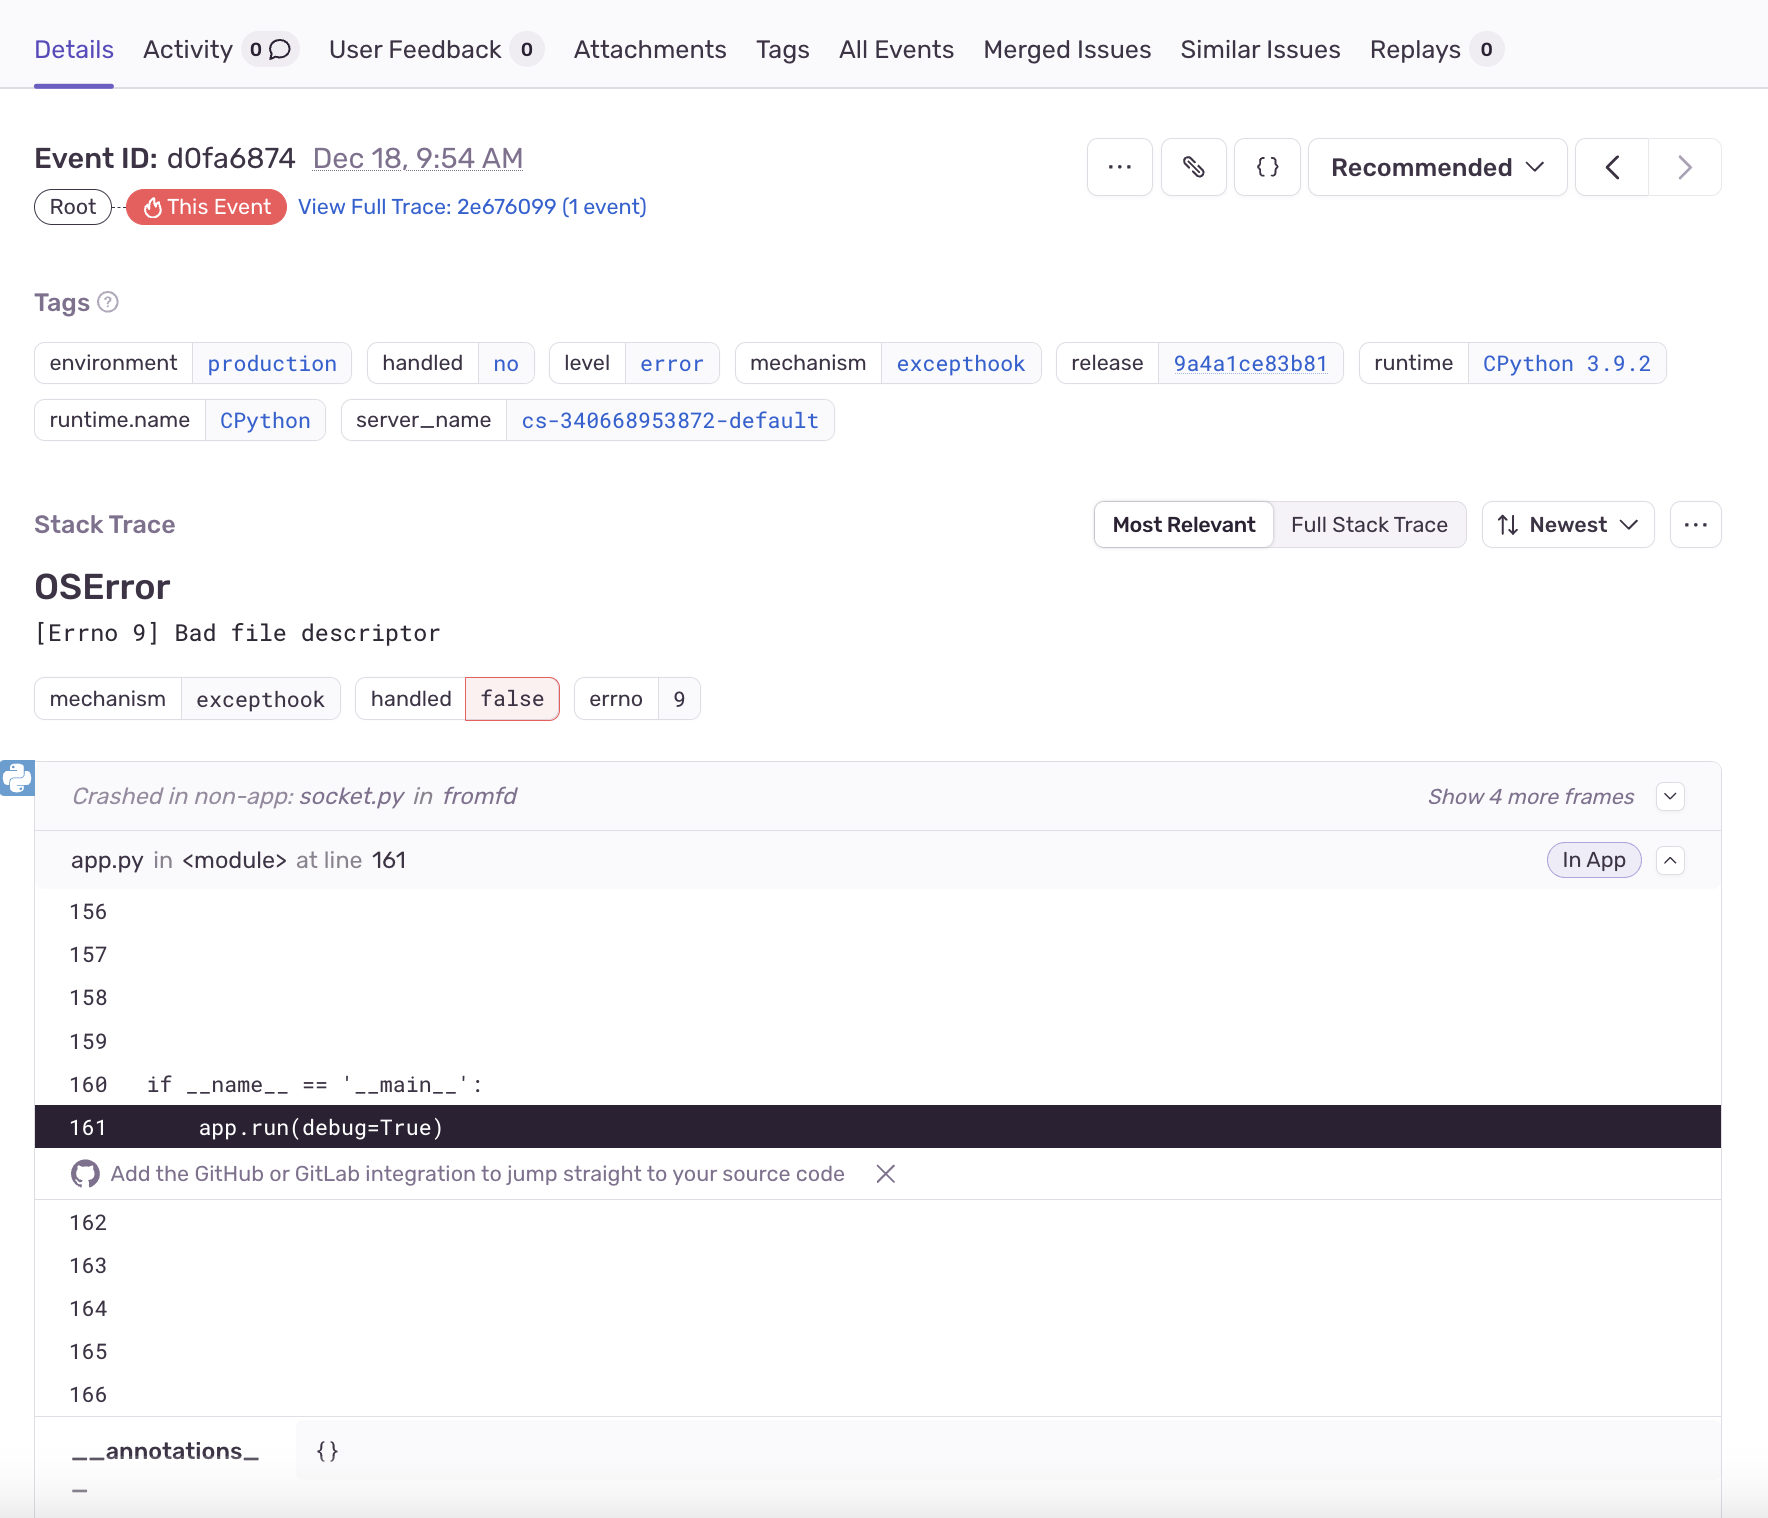 Details Activity 0 User Feedback 0 Attachments Tags All Events Merged Issues Similar Issues Replays 0
Event ID: d0fa6874 Dec 18, 9:54 AM
... {} Recommended
Root This Event View Full Trace: 2e676099 (1 event)
Tags ?
environment production handled no level error mechanism excepthook release 9a4a1ce83b81 runtime CPython 3.9.2
runtime.name CPython server_name cs-340668953872-default
Stack Trace Most Relevant Full Stack Trace Newest ...
OSError
[Errno 9] Bad file descriptor
mechanism excepthook handled false errno 9
Crashed in non-app: socket.py in fromfd Show 4 more frames
app.py in <module> at line 161 In App
156
157
158
159
160 if __name__ == '__main__':
161 app.run(debug=True)
Add the GitHub or GitLab integration to jump straight to your source code
162
163
164
165
166
__annotations_ {}
_